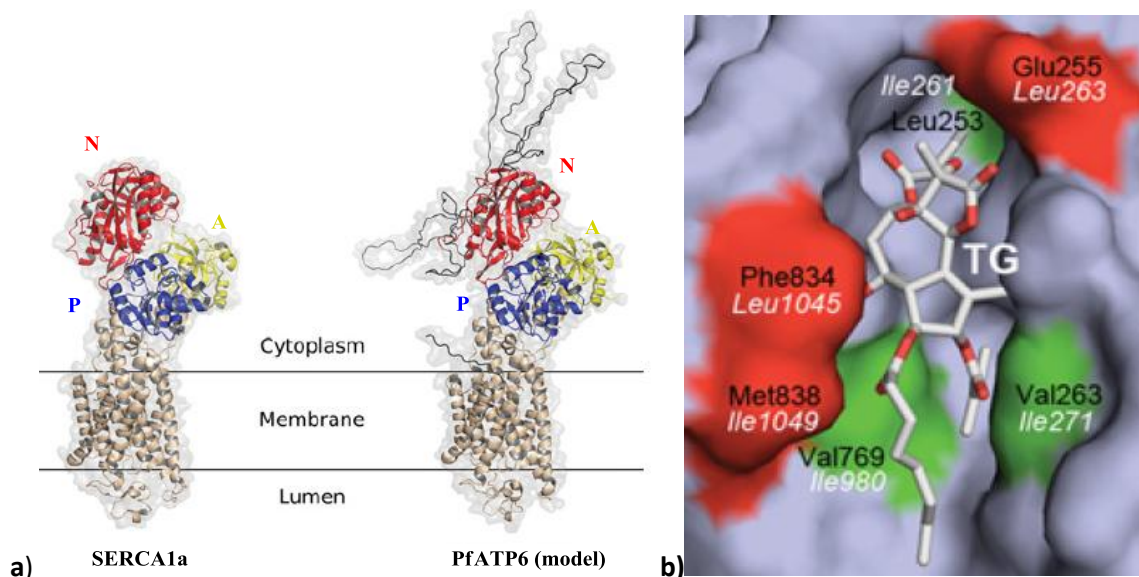 N
A
P
Cytoplasm
Membrane
Lumen
N
A
P
a)
SERCA1a
PfATP6 (model)
Glu255
Leu263
Ile261
Leu253
TG
Phe834
Leu1045
Met838
Ile1049
Val769
Ile980
Val263
Ile271
b)